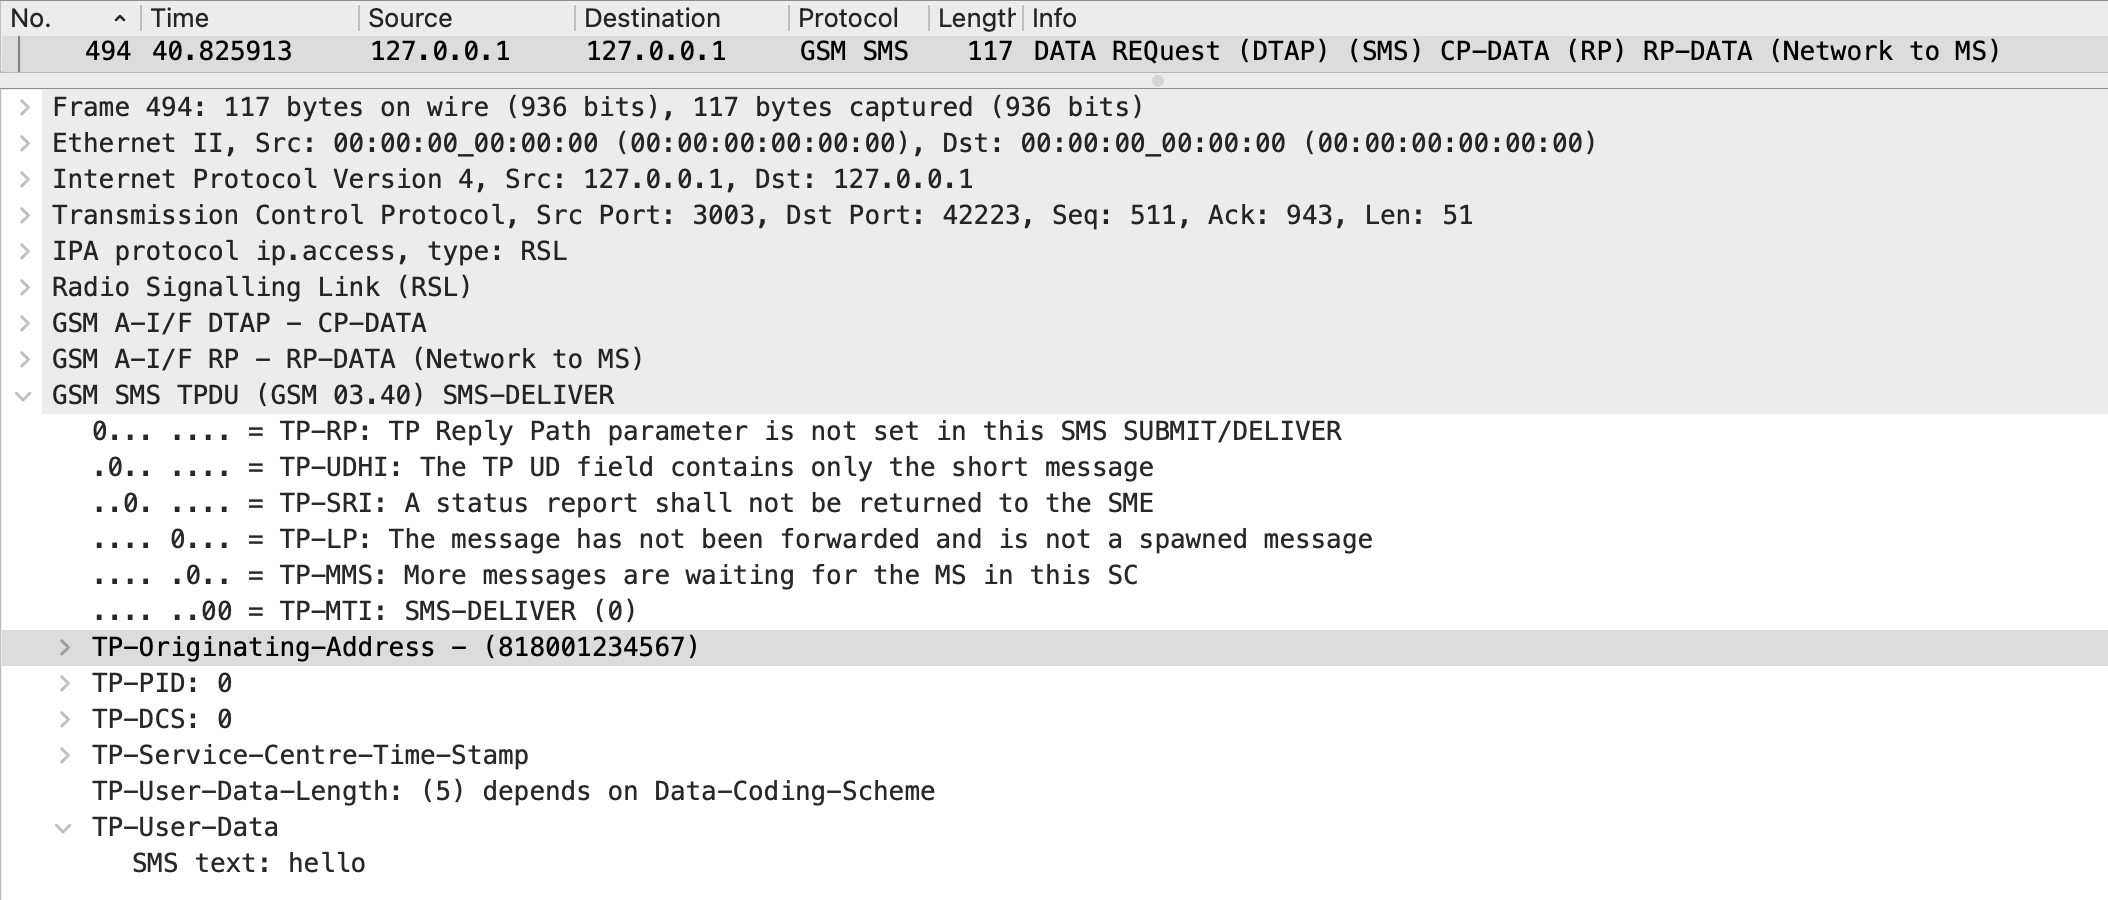 No. Time Source Destination Protocol Length Info
494 40.825913 127.0.0.1 127.0.0.1 GSM SMS 117 DATA REQuest (DTAP) (SMS) CP-DATA (RP) RP-DATA (Network to MS)
Frame 494: 117 bytes on wire (936 bits), 117 bytes captured (936 bits)
Ethernet II, Src: 00:00:00_00:00:00 (00:00:00:00:00:00), Dst: 00:00:00_00:00:00 (00:00:00:00:00:00)
Internet Protocol Version 4, Src: 127.0.0.1, Dst: 127.0.0.1
Transmission Control Protocol, Src Port: 3003, Dst Port: 42223, Seq: 511, Ack: 943, Len: 51
IPA protocol ip.access, type: RSL
Radio Signalling Link (RSL)
GSM A-I/F DTAP - CP-DATA
GSM A-I/F RP - RP-DATA (Network to MS)
GSM SMS TPDU (GSM 03.40) SMS-DELIVER
0... .... = TP-RP: TP Reply Path parameter is not set in this SMS SUBMIT/DELIVER
.0.. .... = TP-UDHI: The TP UD field contains only the short message
..0. .... = TP-SRI: A status report shall not be returned to the SME
.... 0... = TP-LP: The message has not been forwarded and is not a spawned message
.... .0.. = TP-MMS: More messages are waiting for the MS in this SC
.... ..00 = TP-MTI: SMS-DELIVER (0)
TP-Originating-Address - (818001234567)
TP-PID: 0
TP-DCS: 0
TP-Service-Centre-Time-Stamp
TP-User-Data-Length: (5) depends on Data-Coding-Scheme
TP-User-Data
SMS text: hello